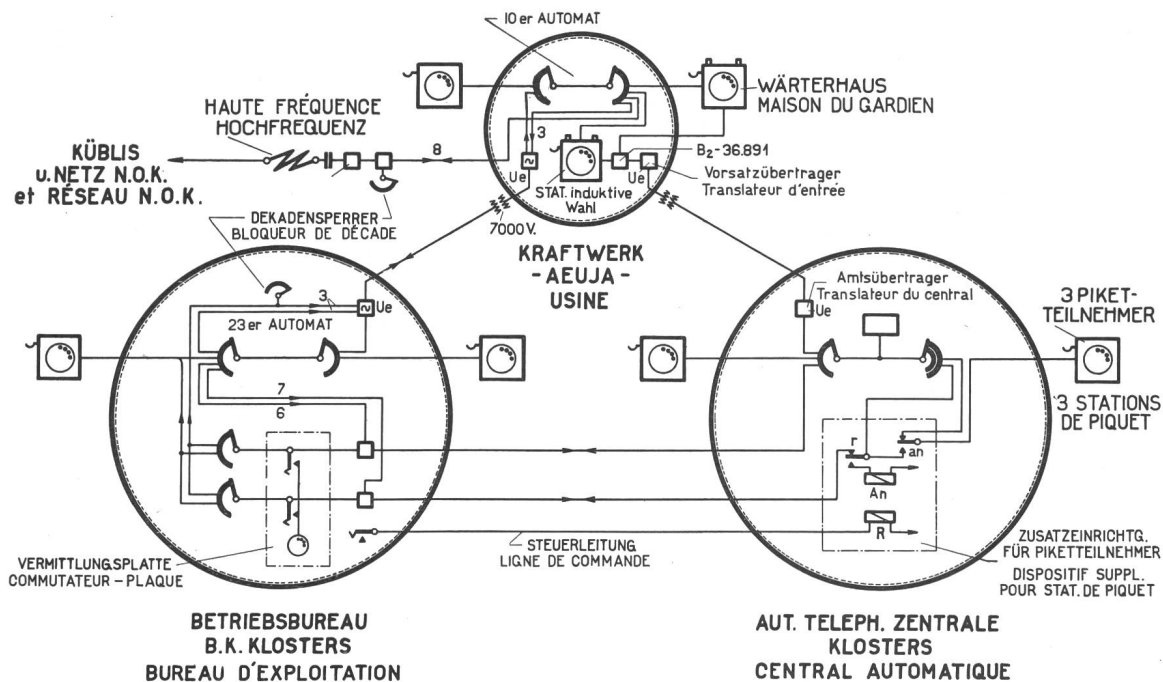 10er AUTOMAT
WÄRTERHAUS
MAISON DU GARDIEN
HAUTE FRÉQUENCE
HOCHFREQUENZ
KÜBLIS
u. NETZ N.O.K.
et RÉSEAU N.O.K.
8
3
Ue
STAT. induktive
Wahl
Ue
B₂-36.891
Vorsatzübertrager
Translateur d'entrée
DEKADENSPERRER
BLOQUEUR DE DÉCADE
7000 V.
KRAFTWERK
- AEUJA -
USINE
3
Ue
23er AUTOMAT
7
6
Amtsübertrager
Translateur du central
Ue
3 PIKET-
TEILNEHMER
3 STATIONS
DE PIQUET
r
an
An
R
VERMITTLUNGSPLATTE
COMMUTATEUR - PLAQUE
STEUERLEITUNG
LIGNE DE COMMANDE
ZUSATZEINRICHTG.
FÜR PIKETTEILNEHMER
DISPOSITIF SUPPL.
POUR STAT. DE PIQUET
BETRIEBSBUREAU
B.K. KLOSTERS
BUREAU D'EXPLOITATION
AUT. TELEPH. ZENTRALE
KLOSTERS
CENTRAL AUTOMATIQUE